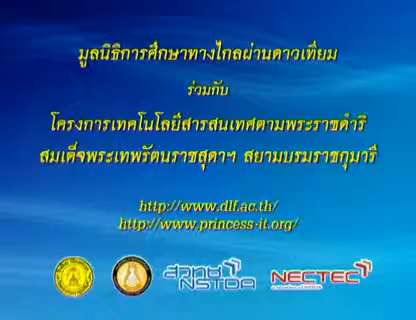 มูลนิธิการศึกษาทางไกลผ่านดาวเทียม
ร่วมกับ
โครงการเทคโนโลยีสารสนเทศตามพระราชดำริ
สมเด็จพระเทพรัตนราชสุดาฯ สยามบรมราชกุมารี
http://www.dlf.ac.th/
http://www.princess-it.org/
สวทช
NSTDA
NECTEC